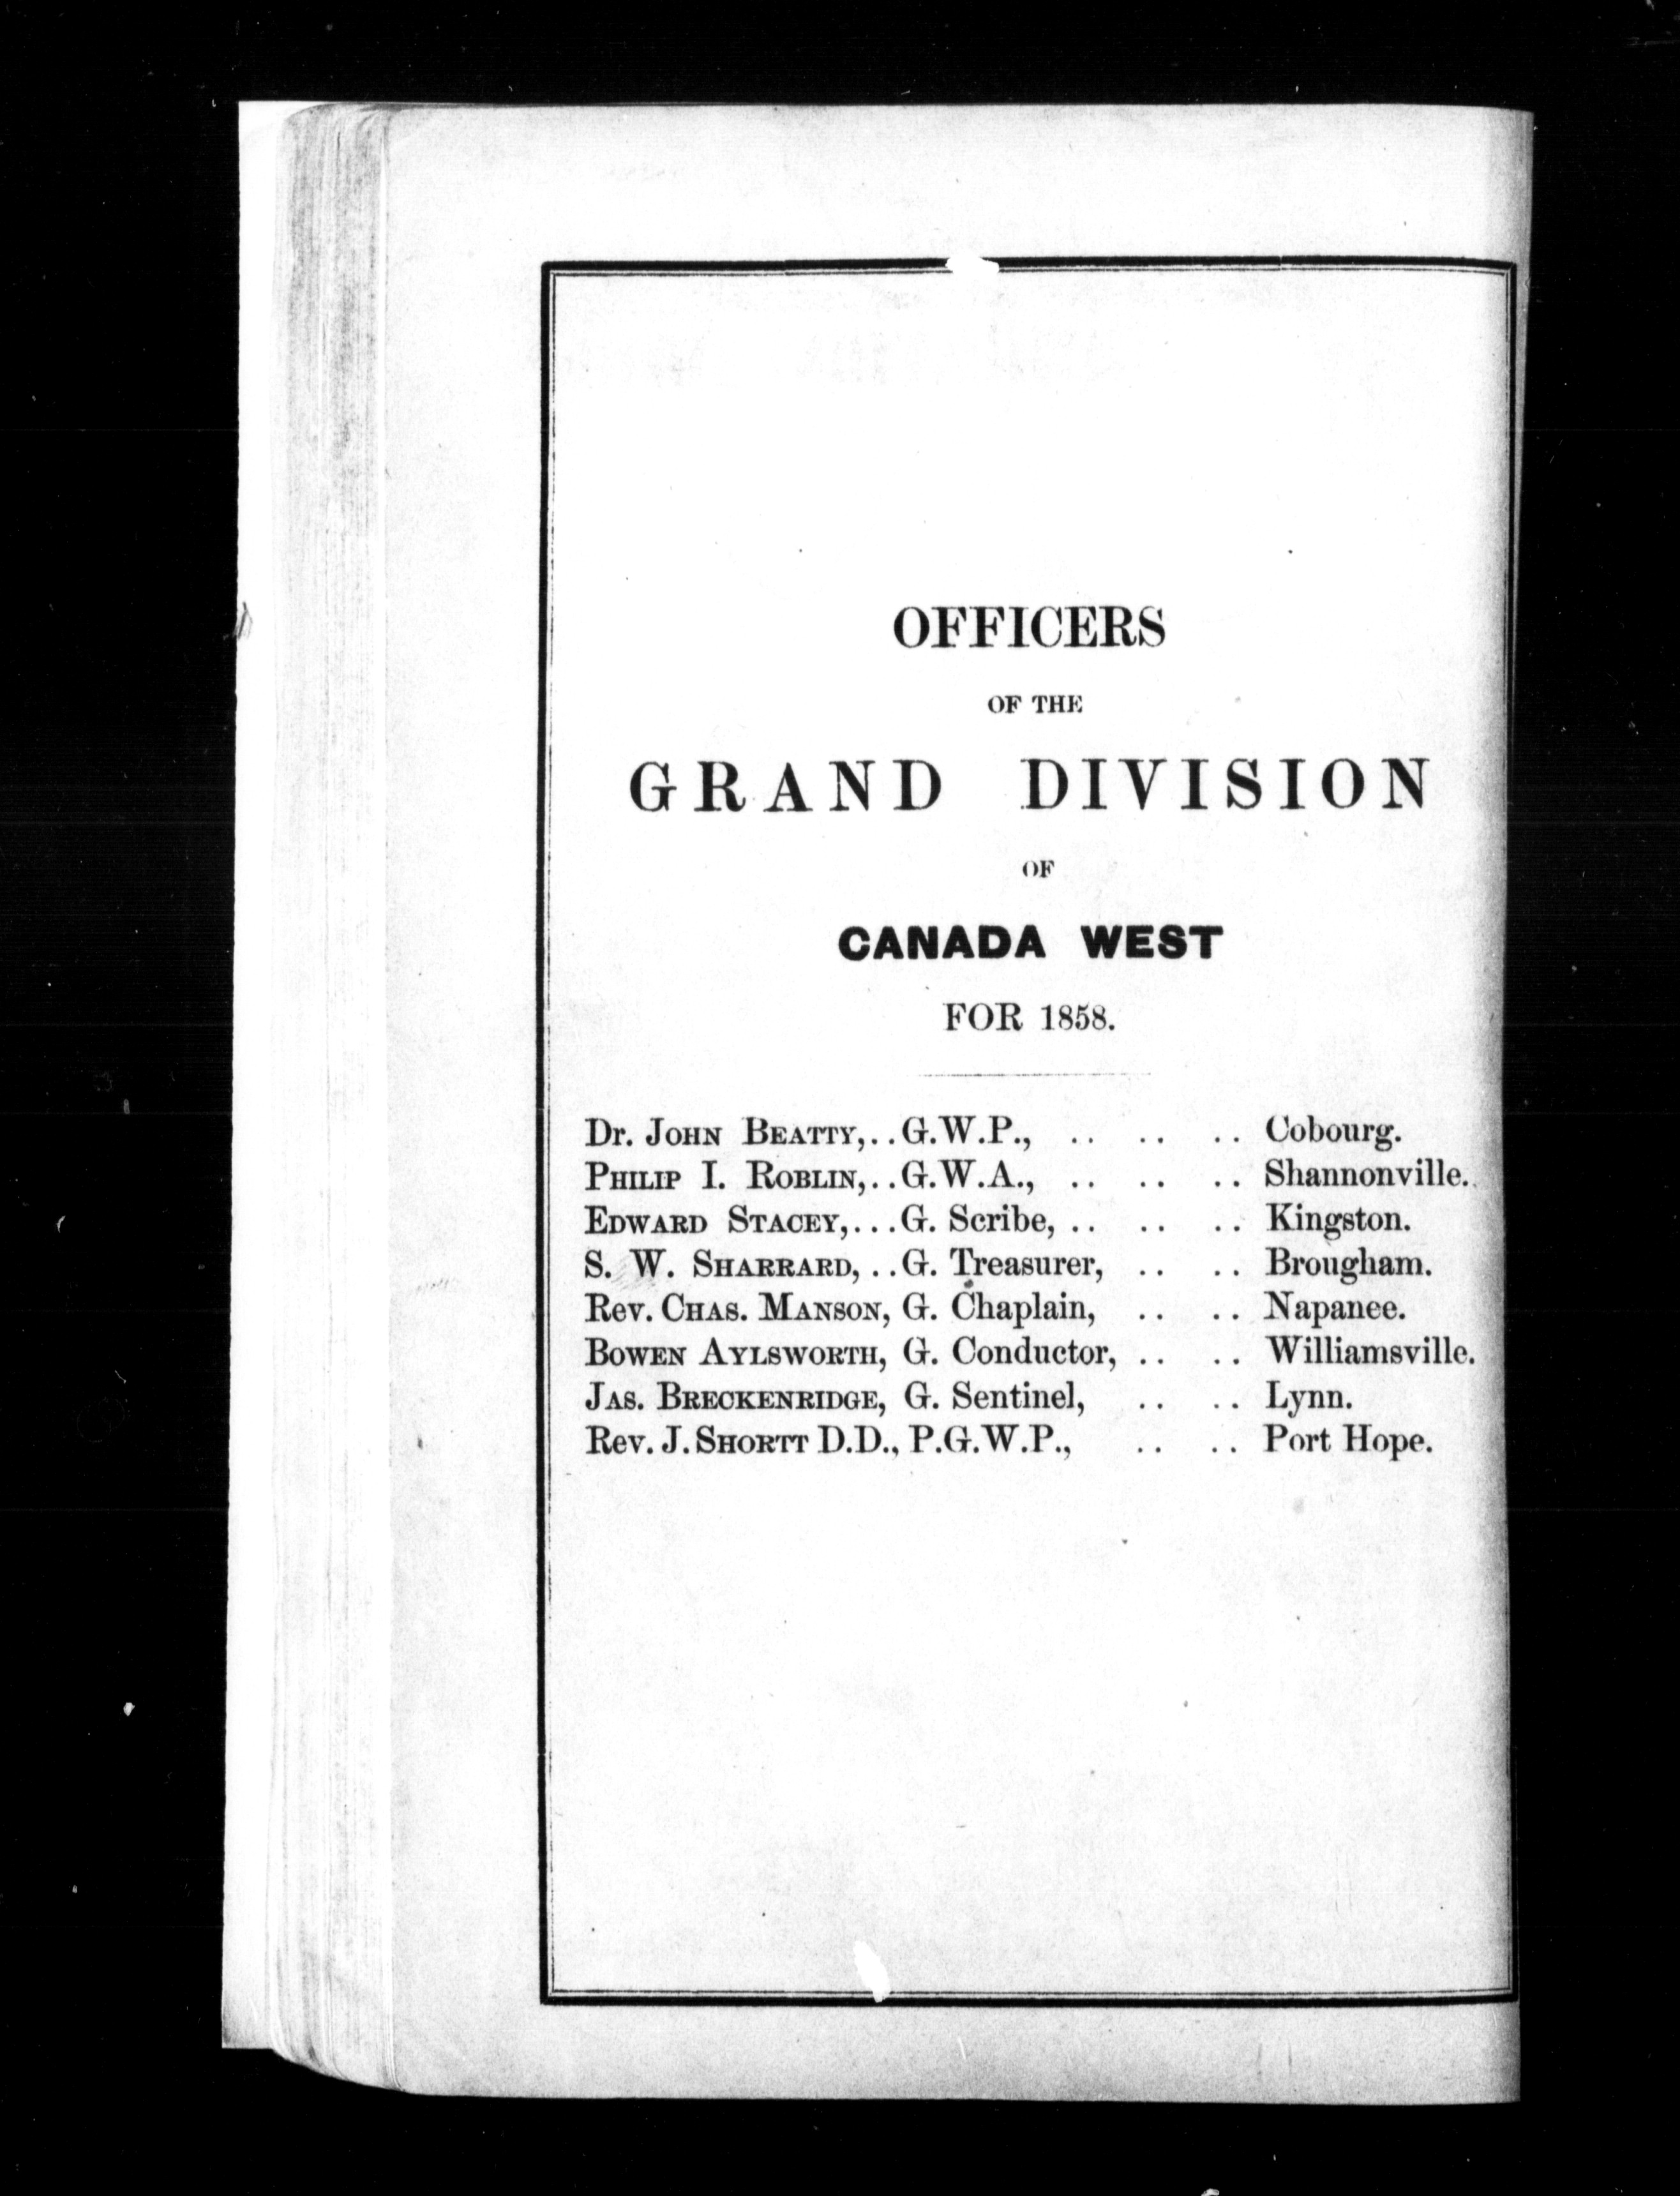 OFFICERS
OF THE
GRAND DIVISION
OF
CANADA WEST
FOR 1858.
Dr. JOHN BEATTY,..G.W.P., .. .. .. Cobourg.
PHILIP I. ROBLIN,..G.W.A., .. .. .. Shannonville.
EDWARD STACEY,...G. Scribe, .. .. .. Kingston.
S. W. SHARRARD, ..G. Treasurer, .. .. Brougham.
Rev. CHAS. MANSON, G. Chaplain, .. .. Napanee.
BOWEN AYLSWORTH, G. Conductor, .. .. Williamsville.
JAS. BRECKENRIDGE, G. Sentinel, .. .. Lynn.
Rev. J. SHORTT D.D., P.G.W.P., .. .. Port Hope.